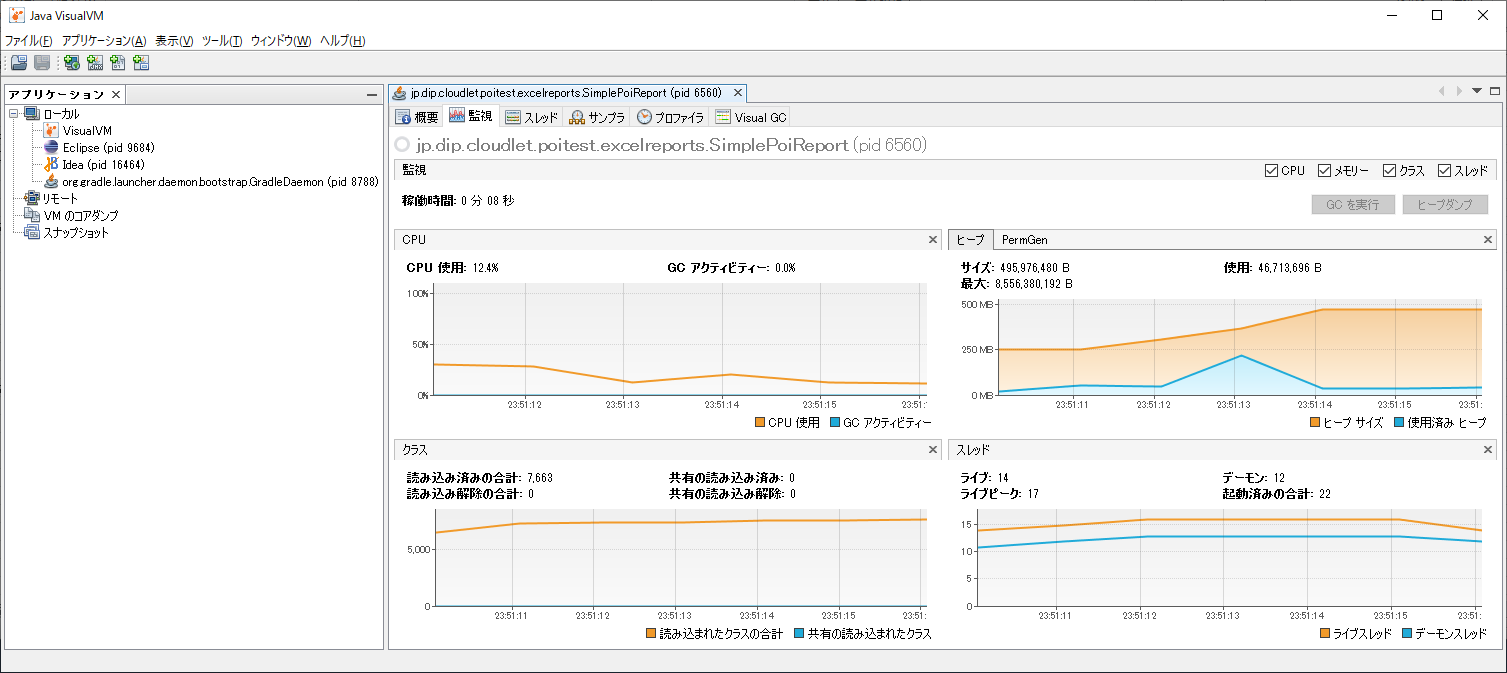 Java VisualVM
ファイル(F) アプリケーション(A) 表示(V) ツール(T) ウィンドウ(W) ヘルプ(H)
アプリケーション
ローカル
VisualVM
Eclipse (pid 9684)
Idea (pid 16464)
org.gradle.launcher.daemon.bootstrap.GradleDaemon (pid 8788)
リモート
VM のコアダンプ
スナップショット
jp.dip.cloudlet.poitest.excelreports.SimplePoiReport (pid 6560)
概要 監視 スレッド サンプラ プロファイラ Visual GC
jp.dip.cloudlet.poitest.excelreports.SimplePoiReport (pid 6560)
監視 CPU メモリー クラス スレッド
稼働時間: 0 分 08 秒 GC を実行 ヒープダンプ
CPU
CPU 使用: 12.4% GC アクティビティー: 0.0%
100%
50%
0%
23:51:12 23:51:13 23:51:14 23:51:15 23:51:1
CPU 使用 GC アクティビティー
ヒープ PermGen
サイズ: 495,976,480 B 使用: 46,713,696 B
最大: 8,556,380,192 B
500 MB
250 MB
0 MB
23:51:11 23:51:12 23:51:13 23:51:14 23:51:15 23:51:
ヒープ サイズ 使用済み ヒープ
クラス
読み込み済みの合計: 7,663 共有の読み込み済み: 0
読み込み解除の合計: 0 共有の読み込み解除: 0
5,000
0
23:51:11 23:51:12 23:51:13 23:51:14 23:51:15 23:51:
読み込まれたクラスの合計 共有の読み込まれたクラス
スレッド
ライブ: 14 デーモン: 12
ライブピーク: 17 起動済みの合計: 22
15
10
5
0
23:51:11 23:51:12 23:51:13 23:51:14 23:51:15 23:51:
ライブスレッド デーモンスレッド